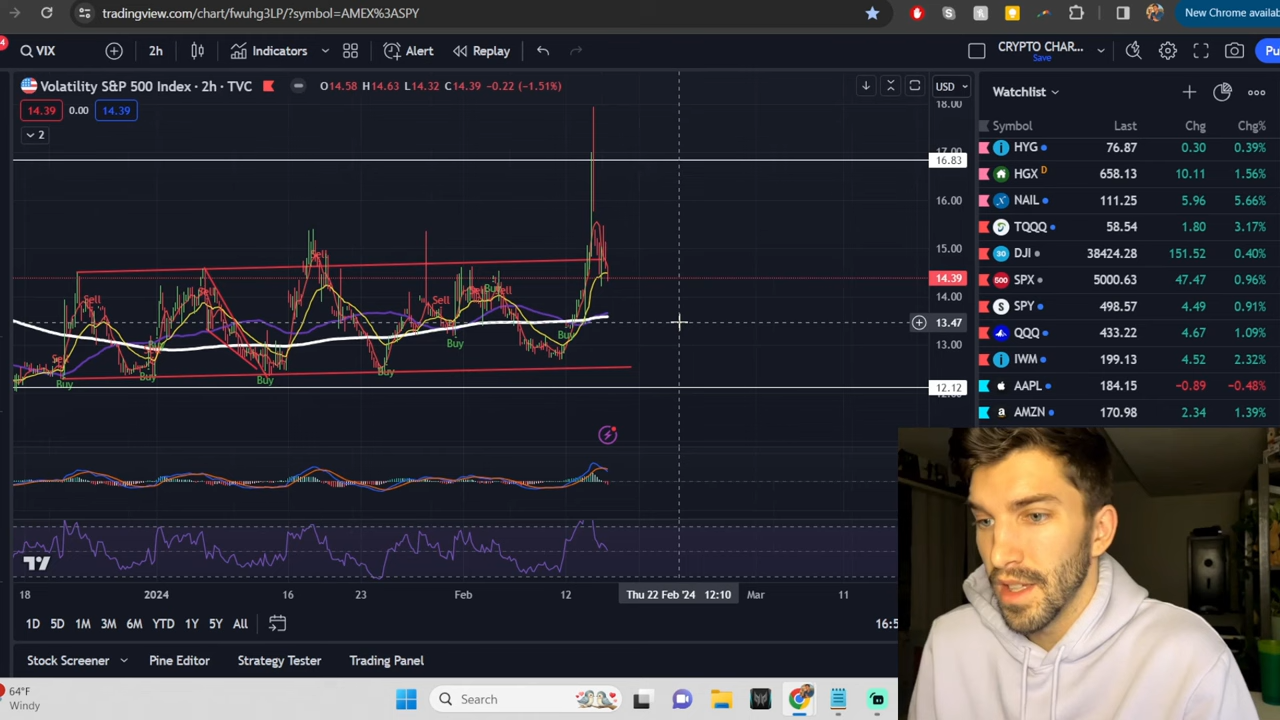 tradingview.com/chart/fwuhg3LP/?symbol=AMEX%3ASPY
New Chrome availab
VIX 2h Indicators Alert Replay CRYPTO CHAR... Save Pu
Volatility S&P 500 Index · 2h · TVC O14.58 H14.63 L14.32 C14.39 -0.22 (-1.51%) USD
14.39 0.00 14.39
2
18.00
17.00
16.83
16.00
15.00
14.39
14.00
13.47
13.00
12.12
Sell Sell Sell Sell Sell Sell Sell
Buy Buy Buy Buy Buy Buy Buy Buy Buy
18 2024 16 23 Feb 12 Thu 22 Feb '24 12:10 Mar 11
1D 5D 1M 3M 6M YTD 1Y 5Y All 16:5
Stock Screener Pine Editor Strategy Tester Trading Panel
Watchlist
Symbol Last Chg Chg%
HYG 76.87 0.30 0.39%
HGX D 658.13 10.11 1.56%
NAIL 111.25 5.96 5.66%
TQQQ 58.54 1.80 3.17%
DJI 38424.28 151.52 0.40%
SPX 5000.63 47.47 0.96%
SPY 498.57 4.49 0.91%
QQQ 433.22 4.67 1.09%
IWM 199.13 4.52 2.32%
AAPL 184.15 -0.89 -0.48%
AMZN 170.98 2.34 1.39%
64°F
Windy
Search